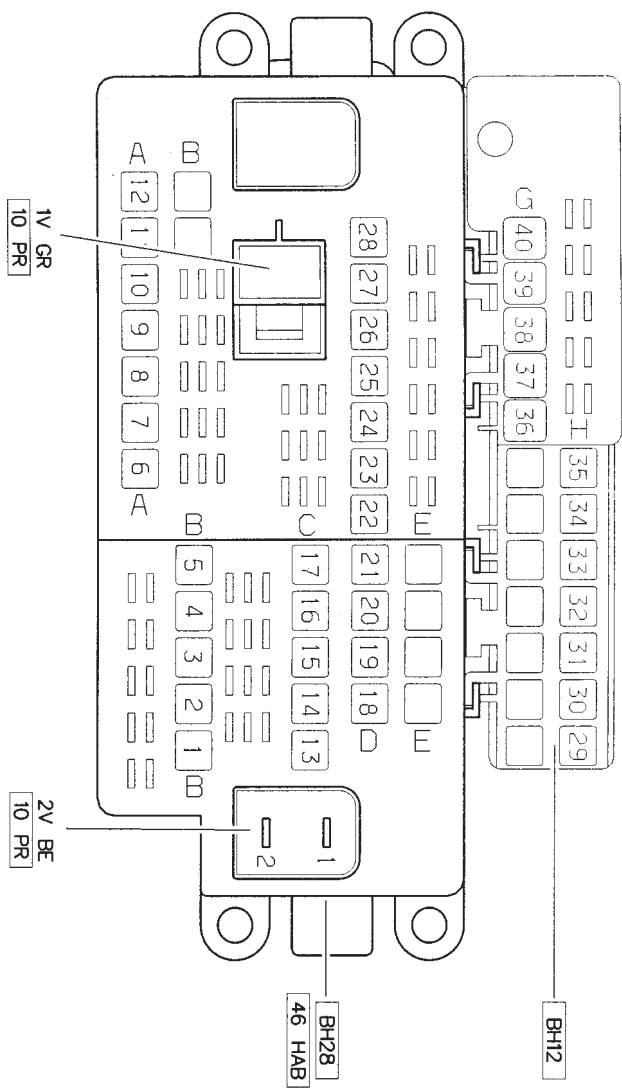 I 35 34 33 32 31 30 29
BH12
G 40 39 38 37 36
E E
28 27 26 25 24 23 22 21 20 19 18 D
C 17 16 15 14 13
1
2
BH28
46 HAB
B B 5 4 3 2 1 B
A 12 11 10 9 8 7 6 A
1V GR
10 PR
2V BE
10 PR